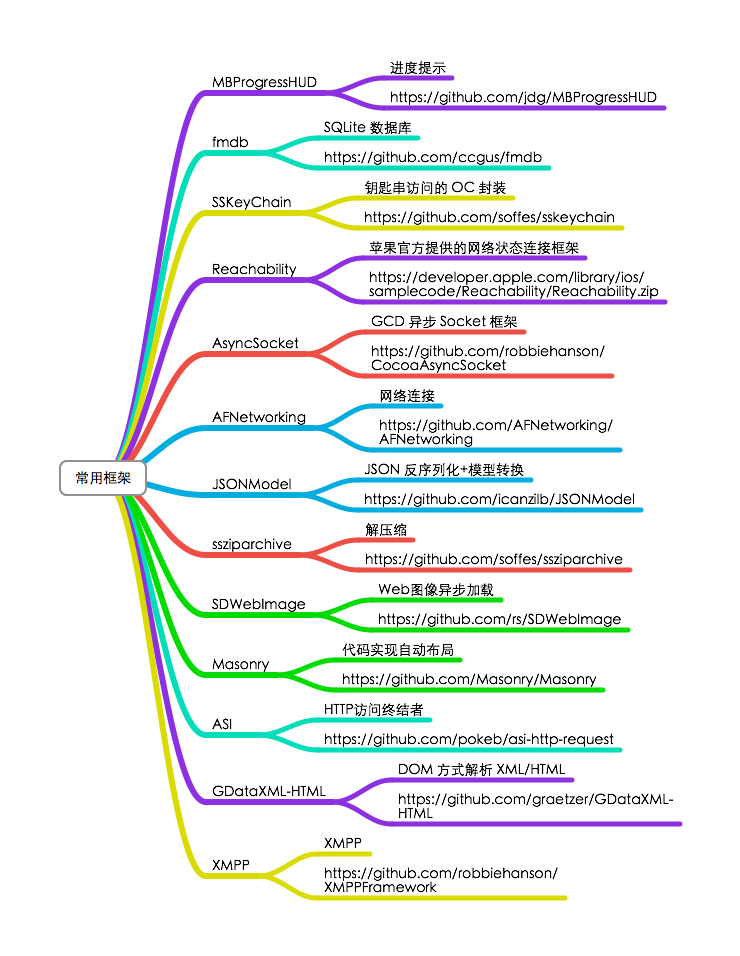 常用框架
MBProgressHUD
进度提示
https://github.com/jdg/MBProgressHUD
fmdb
SQLite 数据库
https://github.com/ccgus/fmdb
SSKeyChain
钥匙串访问的 OC 封装
https://github.com/soffes/sskeychain
Reachability
苹果官方提供的网络状态连接框架
https://developer.apple.com/library/ios/
samplecode/Reachability/Reachability.zip
AsyncSocket
GCD 异步 Socket 框架
https://github.com/robbiehanson/
CocoaAsyncSocket
AFNetworking
网络连接
https://github.com/AFNetworking/
AFNetworking
JSONModel
JSON 反序列化+模型转换
https://github.com/icanzilb/JSONModel
ssziparchive
解压缩
https://github.com/soffes/ssziparchive
SDWebImage
Web图像异步加载
https://github.com/rs/SDWebImage
Masonry
代码实现自动布局
https://github.com/Masonry/Masonry
ASI
HTTP访问终结者
https://github.com/pokeb/asi-http-request
GDataXML-HTML
DOM 方式解析 XML/HTML
https://github.com/graetzer/GDataXML-
HTML
XMPP
XMPP
https://github.com/robbiehanson/
XMPPFramework